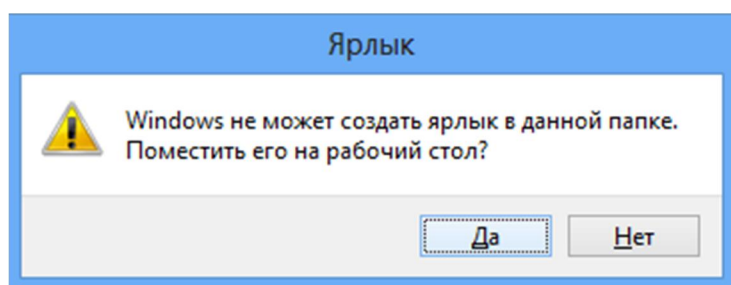 Ярлык
Windows не может создать ярлык в данной папке.
Поместить его на рабочий стол?
Да
Нет